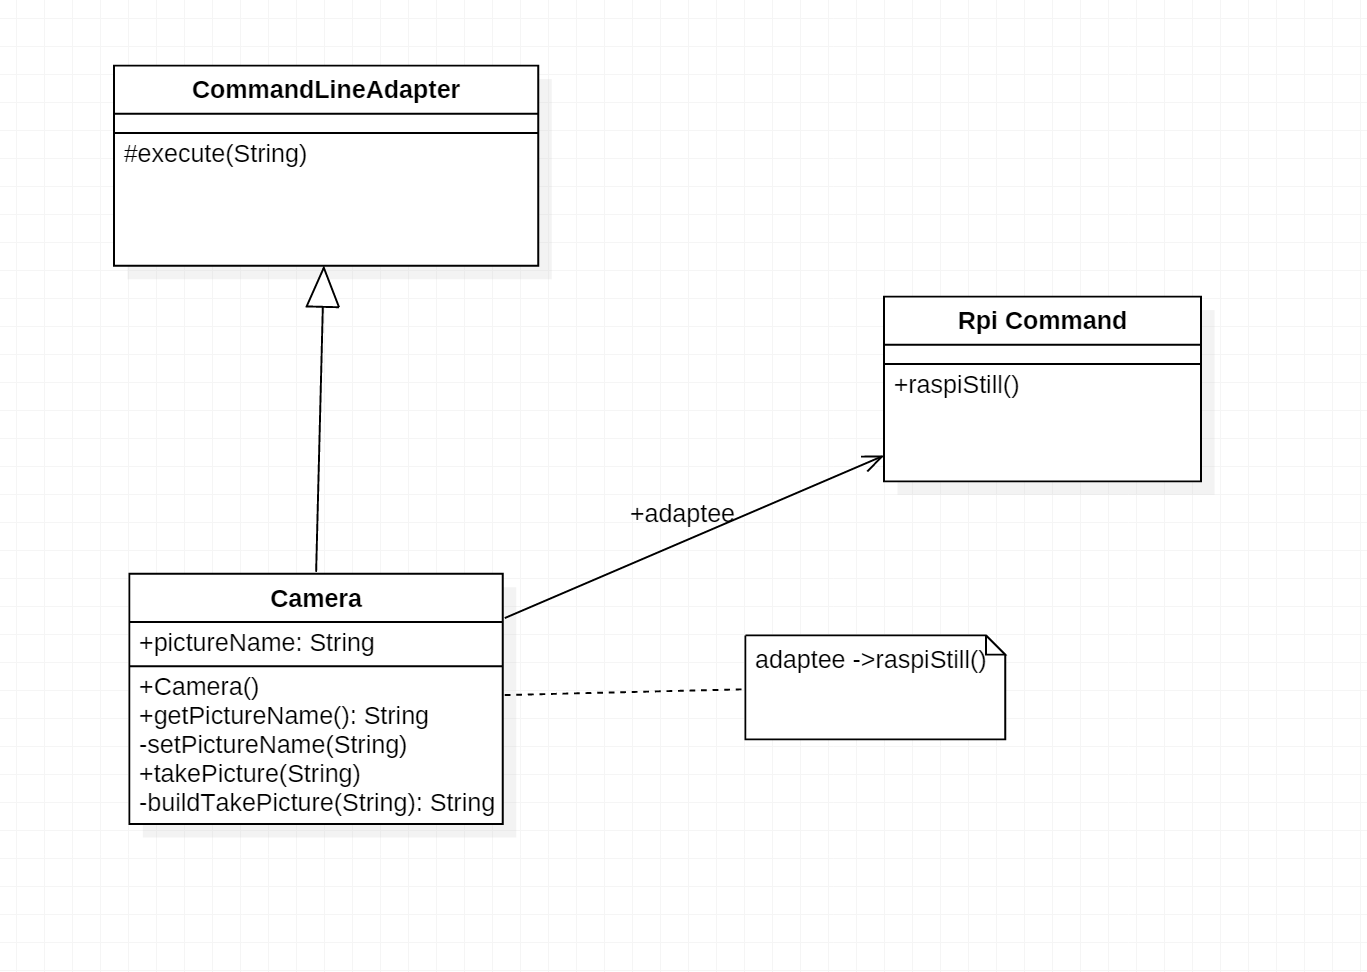 CommandLineAdapter
#execute(String)
Rpi Command
+raspiStill()
+adaptee
Camera
+pictureName: String
+Camera()
+getPictureName(): String
-setPictureName(String)
+takePicture(String)
-buildTakePicture(String): String
adaptee ->raspiStill()